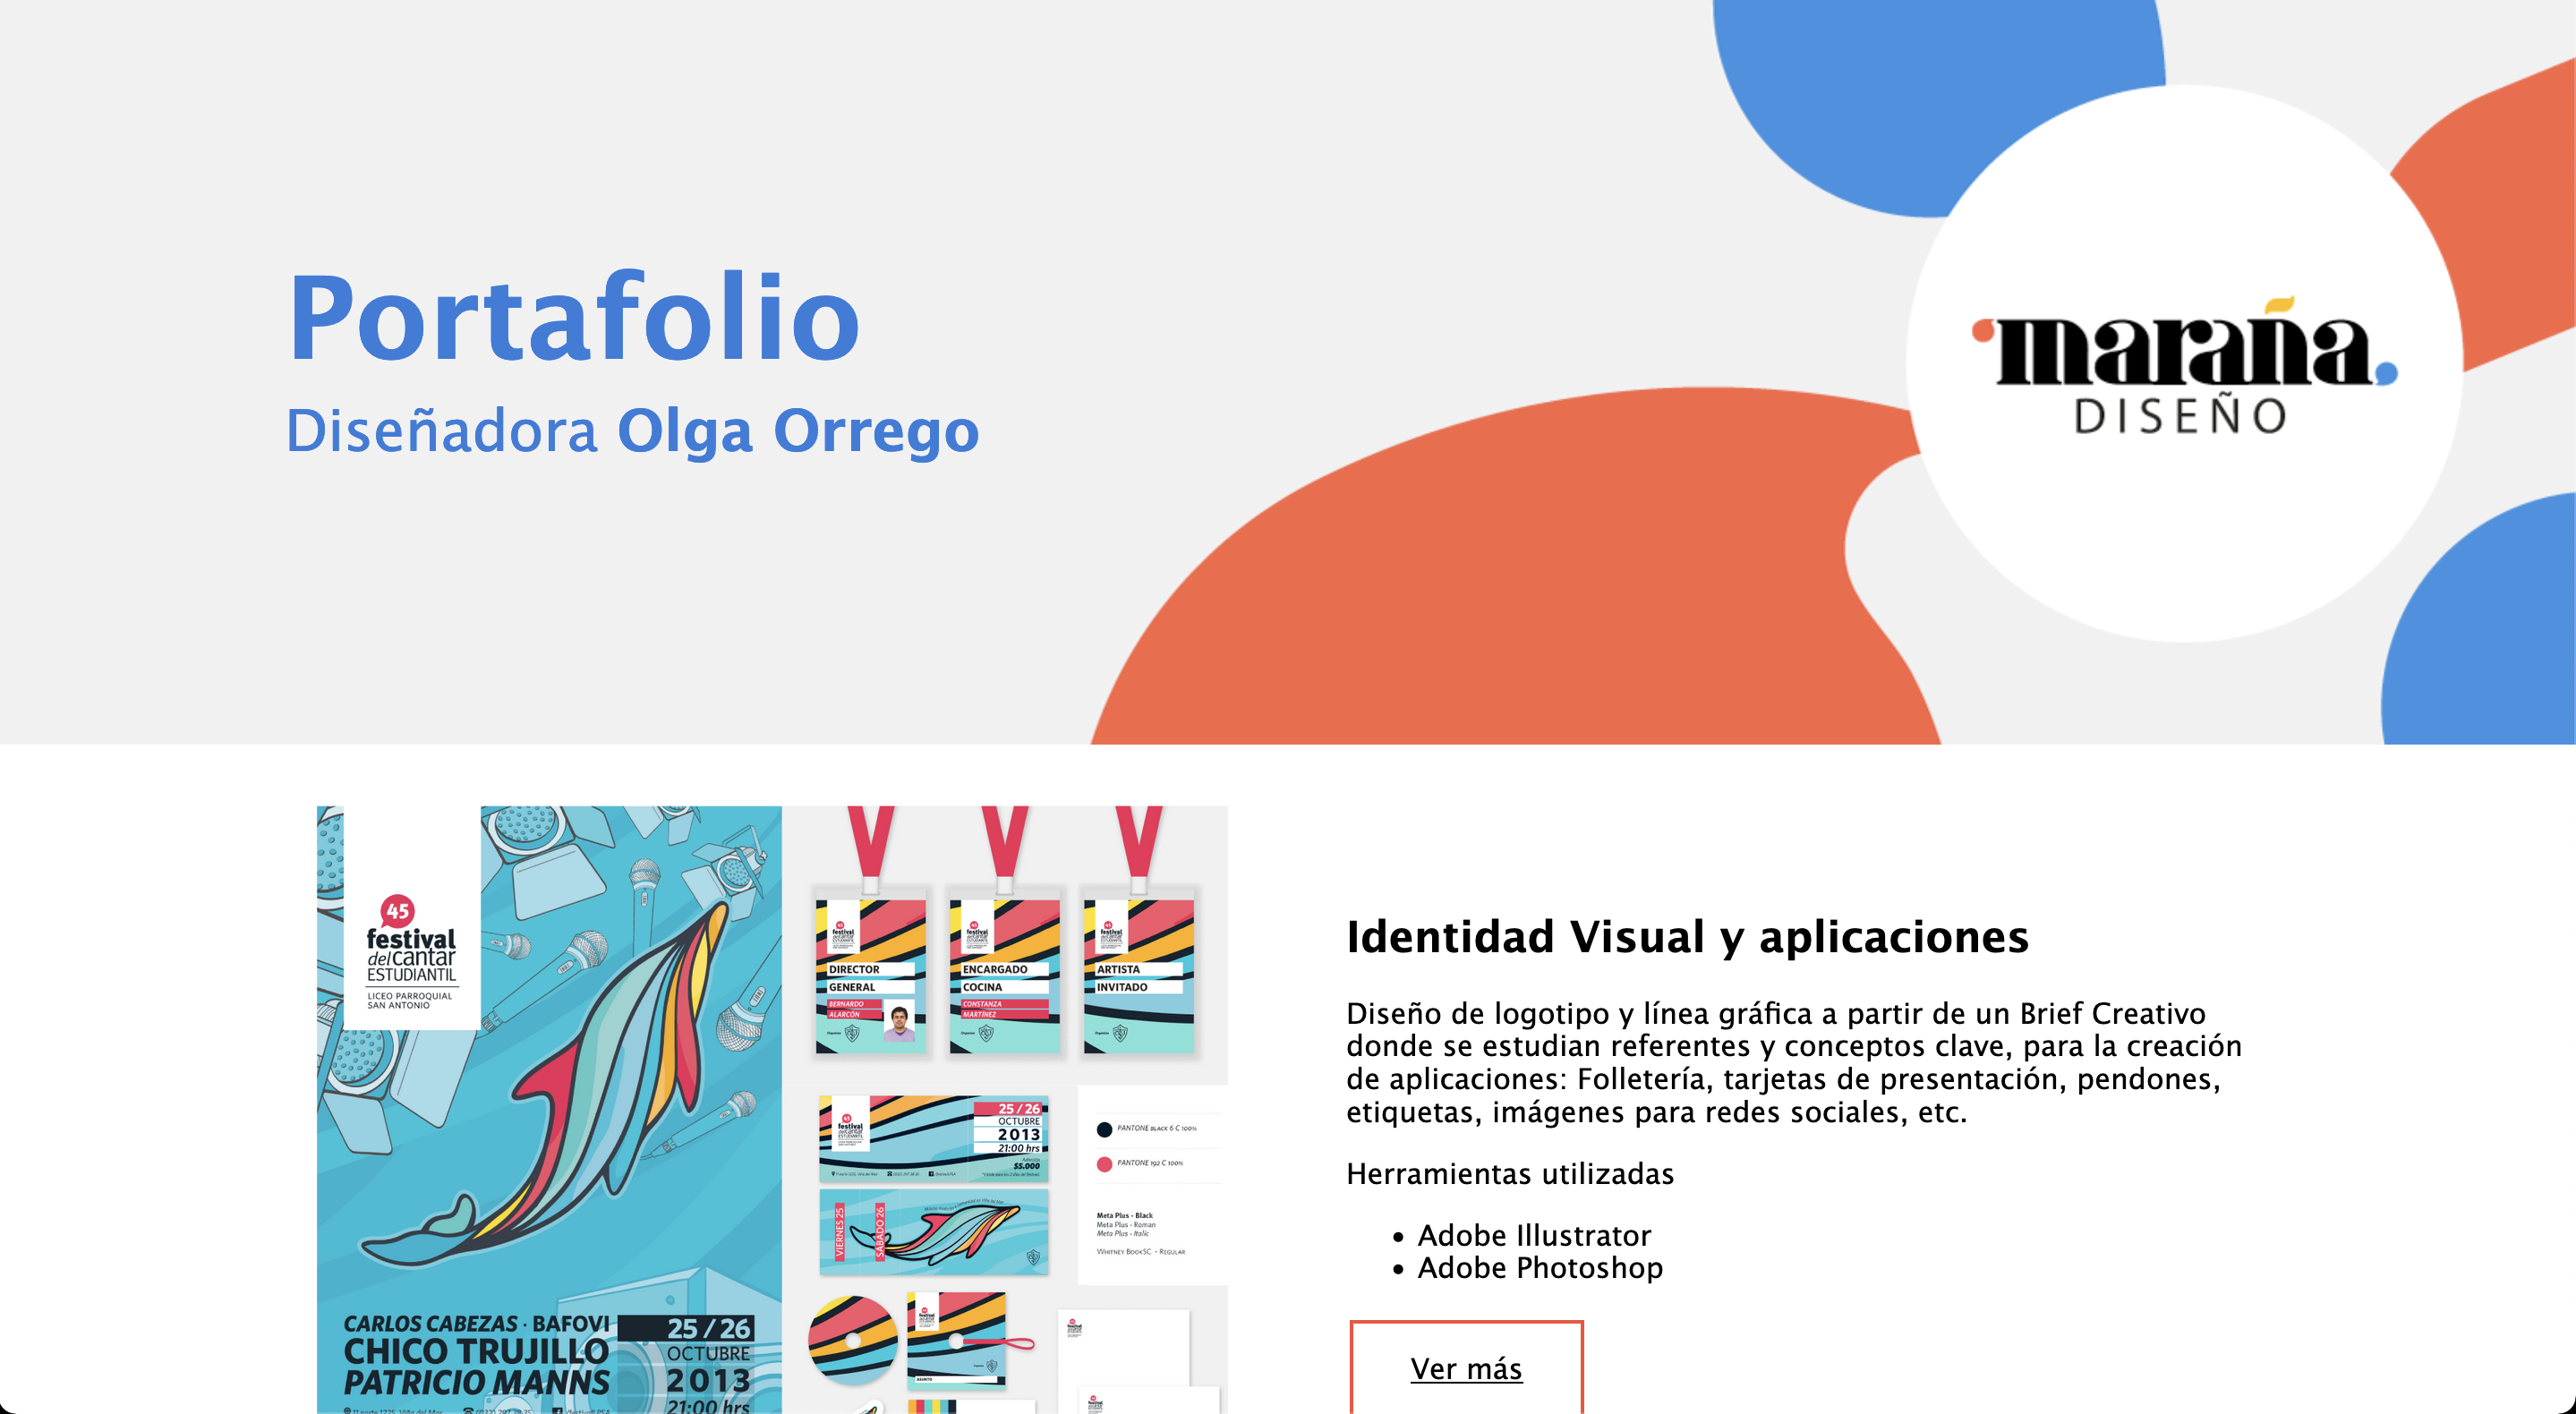 Portafolio
Diseñadora Olga Orrego
maraña
DISEÑO
45
festival
delcantar
ESTUDIANTIL
LICEO PARROQUIAL
SAN ANTONIO
CARLOS CABEZAS · BAFOVI
CHICO TRUJILLO
PATRICIO MANNS
25 / 26
OCTUBRE
2013
21:00 hrs
DIRECTOR
GENERAL
BERNARDO
ALARCÓN
ENCARGADO
COCINA
CONSTANZA
MARTÍNEZ
ARTISTA
INVITADO
festival
delcantar
ESTUDIANTIL
25 / 26
OCTUBRE
2013
21:00 hrs
$5.000
VIERNES 25
SÁBADO 26
PANTONE BLACK 6 C 100%
PANTONE 192 C 100%
Meta Plus - Black
Meta Plus - Roman
Meta Plus - Italic
WHITNEY BOOKSC - REGULAR
Identidad Visual y aplicaciones
Diseño de logotipo y línea gráfica a partir de un Brief Creativo
donde se estudian referentes y conceptos clave, para la creación
de aplicaciones: Folletería, tarjetas de presentación, pendones,
etiquetas, imágenes para redes sociales, etc.
Herramientas utilizadas
• Adobe Illustrator
• Adobe Photoshop
Ver más